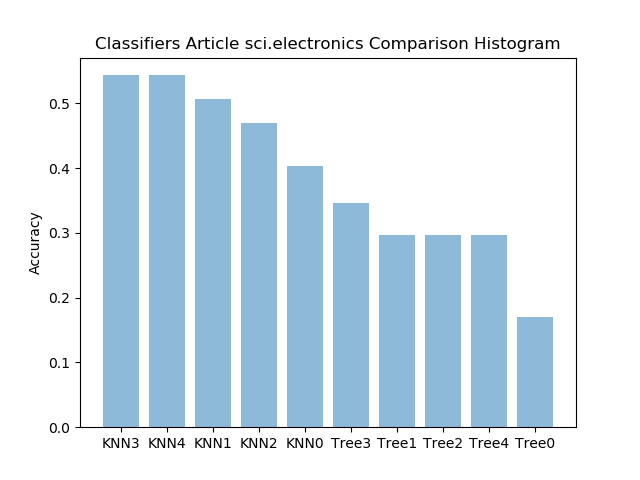 Classifiers Article sci.electronics Comparison Histogram
Accuracy
0.5
0.4
0.3
0.2
0.1
0.0
KNN3 KNN4 KNN1 KNN2 KNN0 Tree3 Tree1 Tree2 Tree4 Tree0